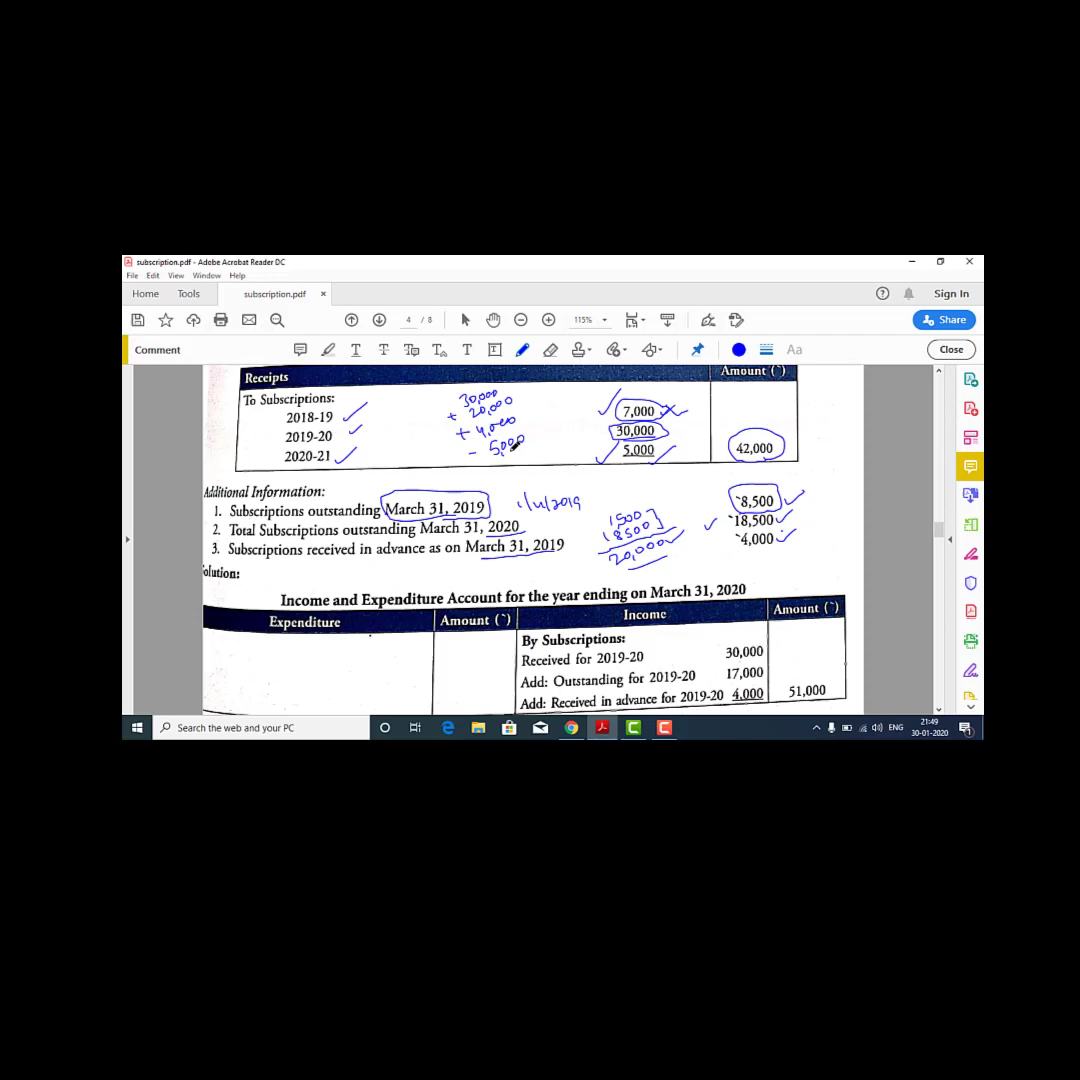 subscription.pdf - Adobe Acrobat Reader DC
File Edit View Window Help
Home Tools subscription.pdf × Sign In
4 / 8 115% Share
Comment Aa Close
Receipts Amount (`)
To Subscriptions:
2018-19 7,000
2019-20 30,000
2020-21 5,000 42,000
30,000
+ 20,000
+ 4,000
- 5,000
Additional Information:
1. Subscriptions outstanding March 31, 2019 `8,500
2. Total Subscriptions outstanding March 31, 2020 `18,500
3. Subscriptions received in advance as on March 31, 2019 `4,000
1500
18500
20,000
olution:
Income and Expenditure Account for the year ending on March 31, 2020
Expenditure Amount (`) Income Amount (`)
By Subscriptions:
Received for 2019-20 30,000
Add: Outstanding for 2019-20 17,000
Add: Received in advance for 2019-20 4,000 51,000
Search the web and your PC
ENG 21:49
30-01-2020